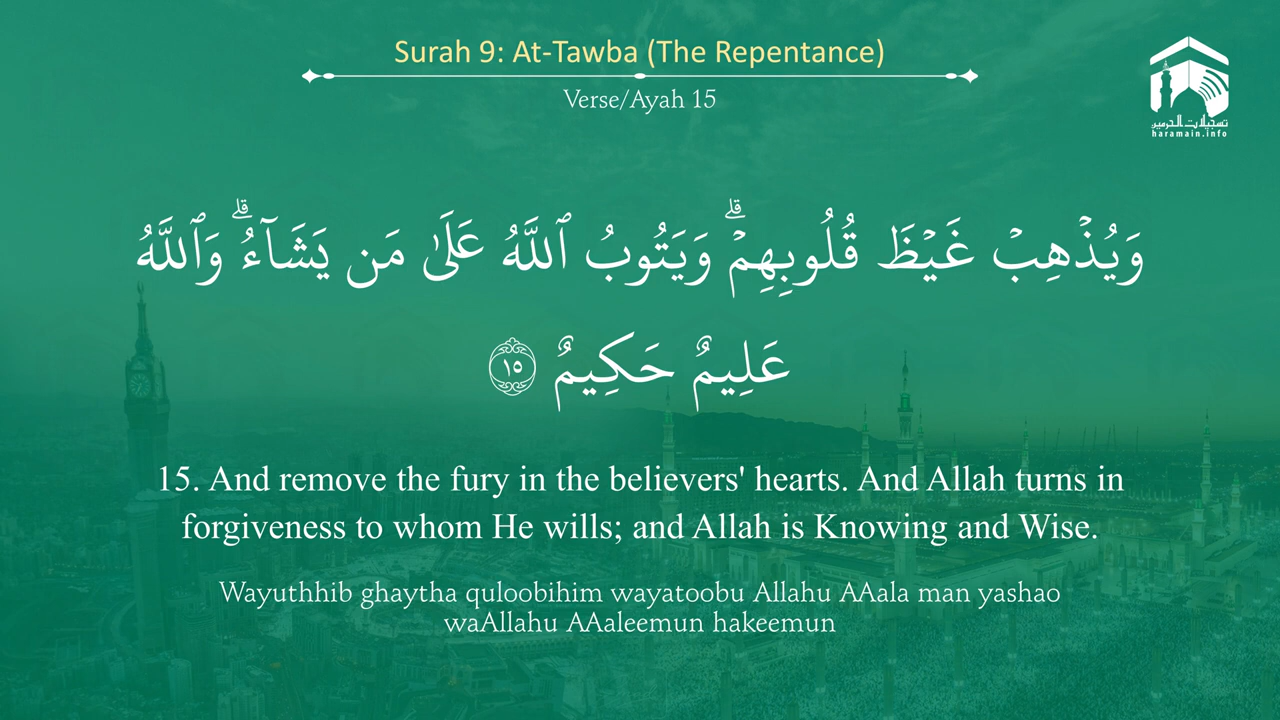 Surah 9: At-Tawba (The Repentance)
Verse/Ayah 15
تسجيلات الحرمين
haramain.info
وَيُذۡهِبۡ غَيۡظَ قُلُوبِهِمۡۗ وَيَتُوبُ ٱللَّهُ عَلَىٰ مَن يَشَآءُۗ وَٱللَّهُ
عَلِيمٌ حَكِيمٌ ١٥
15. And remove the fury in the believers' hearts. And Allah turns in
forgiveness to whom He wills; and Allah is Knowing and Wise.
Wayuthhib ghaytha quloobihim wayatoobu Allahu AAala man yashao
waAllahu AAaleemun hakeemun